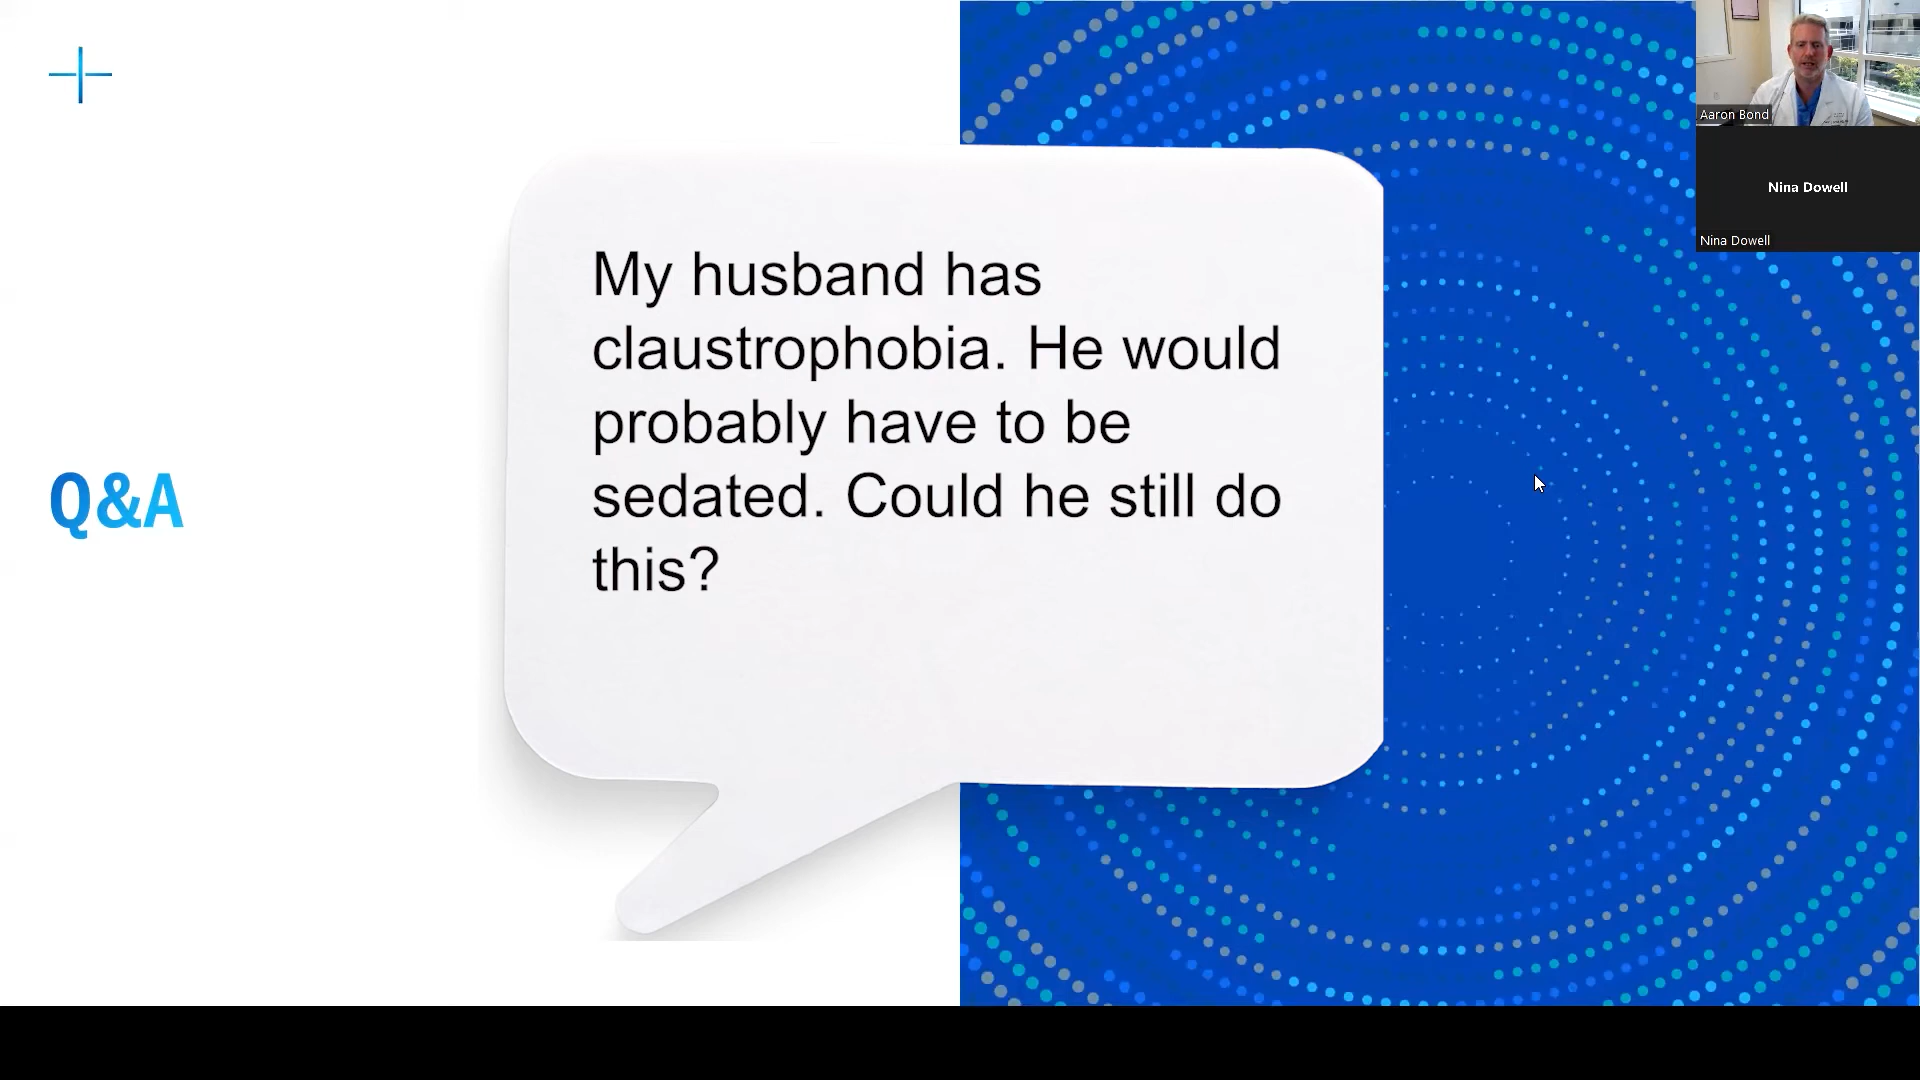 Q&A
My husband has
claustrophobia. He would
probably have to be
sedated. Could he still do
this?
Aaron Bond
Nina Dowell
Nina Dowell